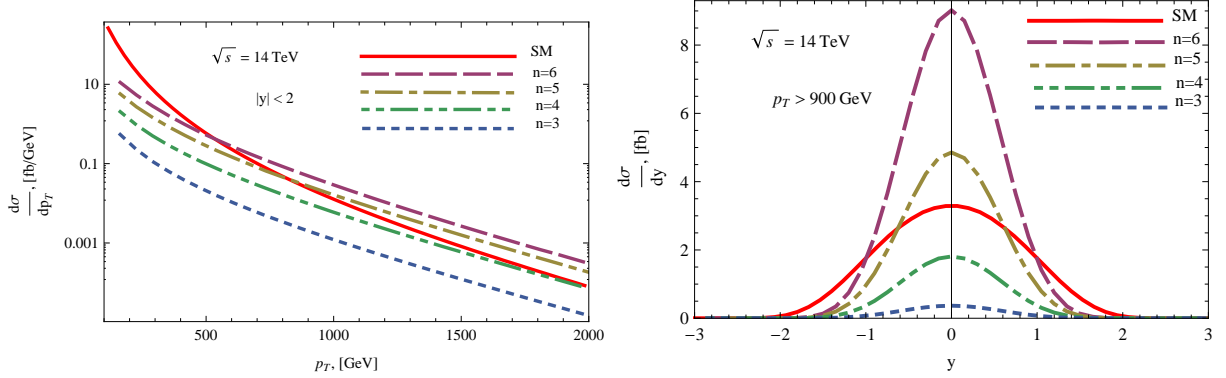 √s = 14 TeV
|y| < 2
SM
n=6
n=5
n=4
n=3
10
0.1
0.001
dσ/dp_T, [fb/GeV]
500
1000
1500
2000
p_T, [GeV]
√s = 14 TeV
p_T > 900 GeV
SM
n=6
n=5
n=4
n=3
8
6
4
2
0
dσ/dy, [fb]
−3
−2
−1
0
1
2
3
y